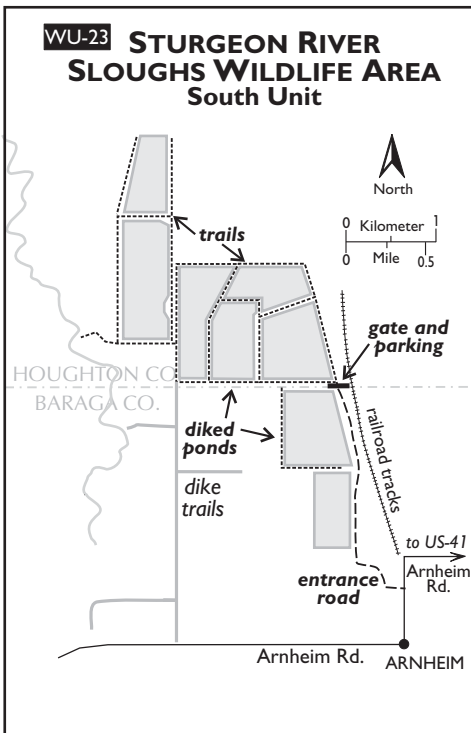 WU-23
STURGEON RIVER
SLOUGHS WILDLIFE AREA
South Unit
North
0 Kilometer 1
0 Mile 0.5
trails
gate and
parking
HOUGHTON CO.
BARAGA CO.
diked
ponds
railroad tracks
dike
trails
to US-41
Arnheim
Rd.
entrance
road
Arnheim Rd.
ARNHEIM